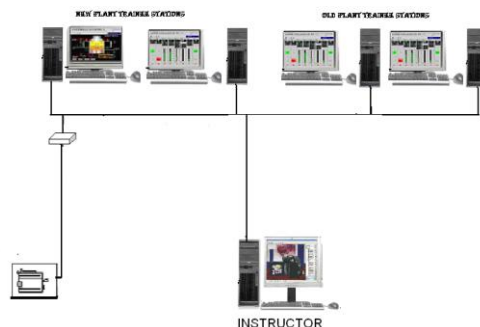 NEW PLANT TRAINEE STATIONS
OLD PLANT TRAINEE STATIONS
INSTRUCTOR